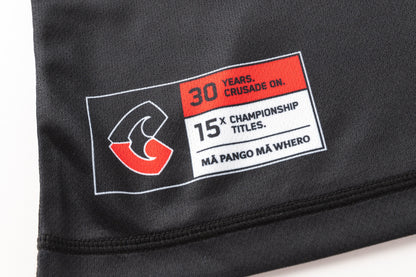 30 YEARS.
CRUSADE ON.
15X CHAMPIONSHIP
TITLES.
MĀ PANGO MĀ WHERO